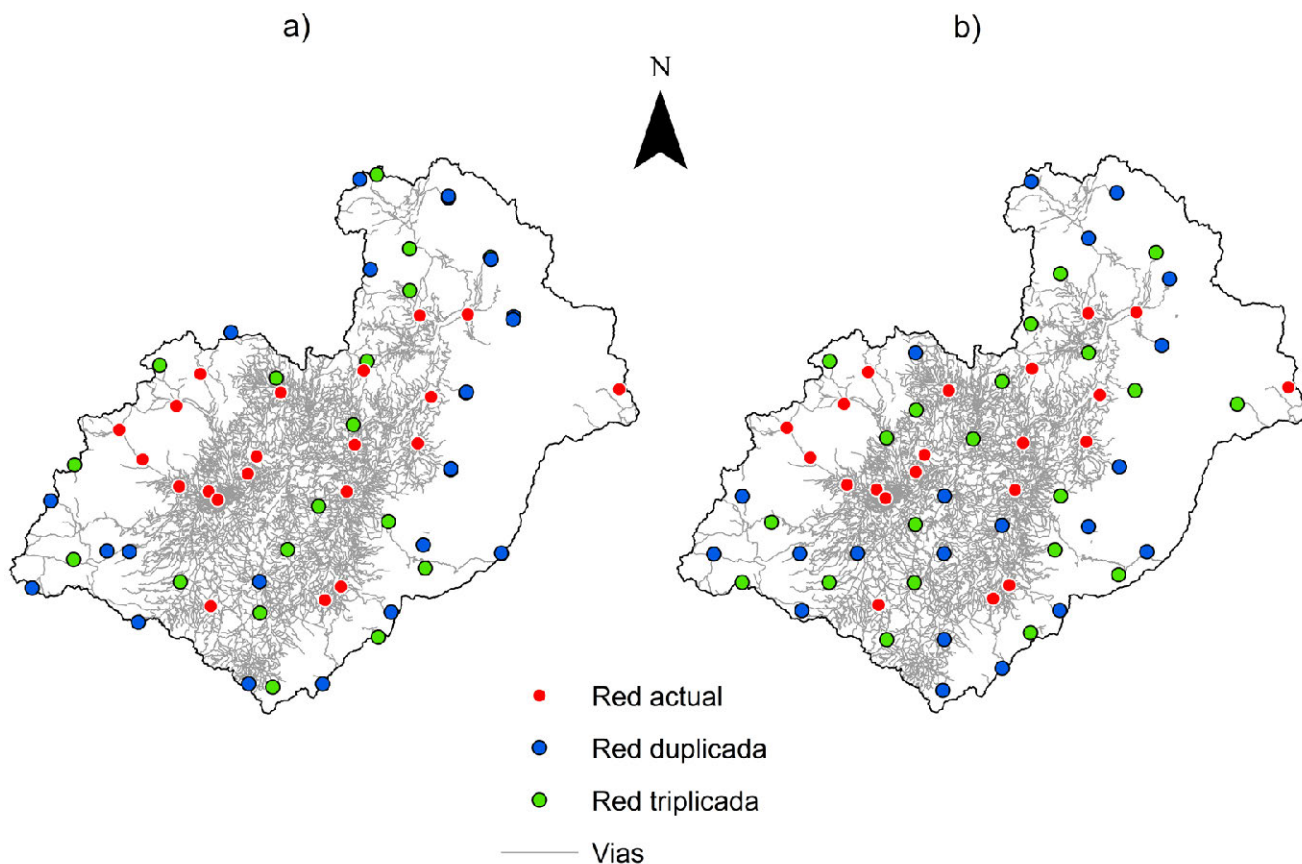 a)
b)
N
Red actual
Red duplicada
Red triplicada
Vias